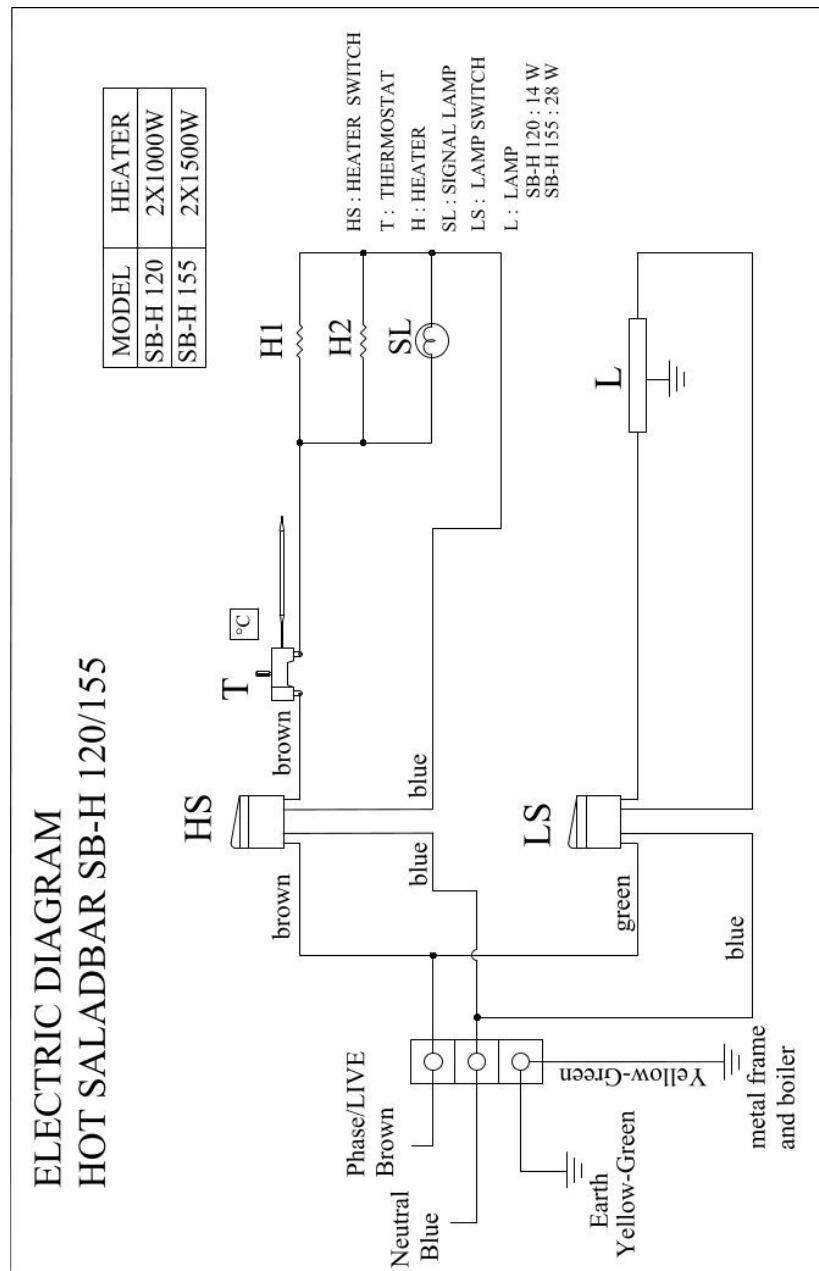 ELECTRIC DIAGRAM
HOT SALADBAR SB-H 120/155
MODEL HEATER
SB-H 120 2X1000W
SB-H 155 2X1500W
HS : HEATER SWITCH
T : THERMOSTAT
H : HEATER
SL : SIGNAL LAMP
LS : LAMP SWITCH
L : LAMP
SB-H 120 : 14 W
SB-H 155 : 28 W
HS
T
°C
H1
H2
SL
brown
brown
blue
blue
Phase/LIVE
Brown
Neutral
Blue
Earth
Yellow-Green
Yellow-Green
metal frame
and boiler
LS
green
blue
L